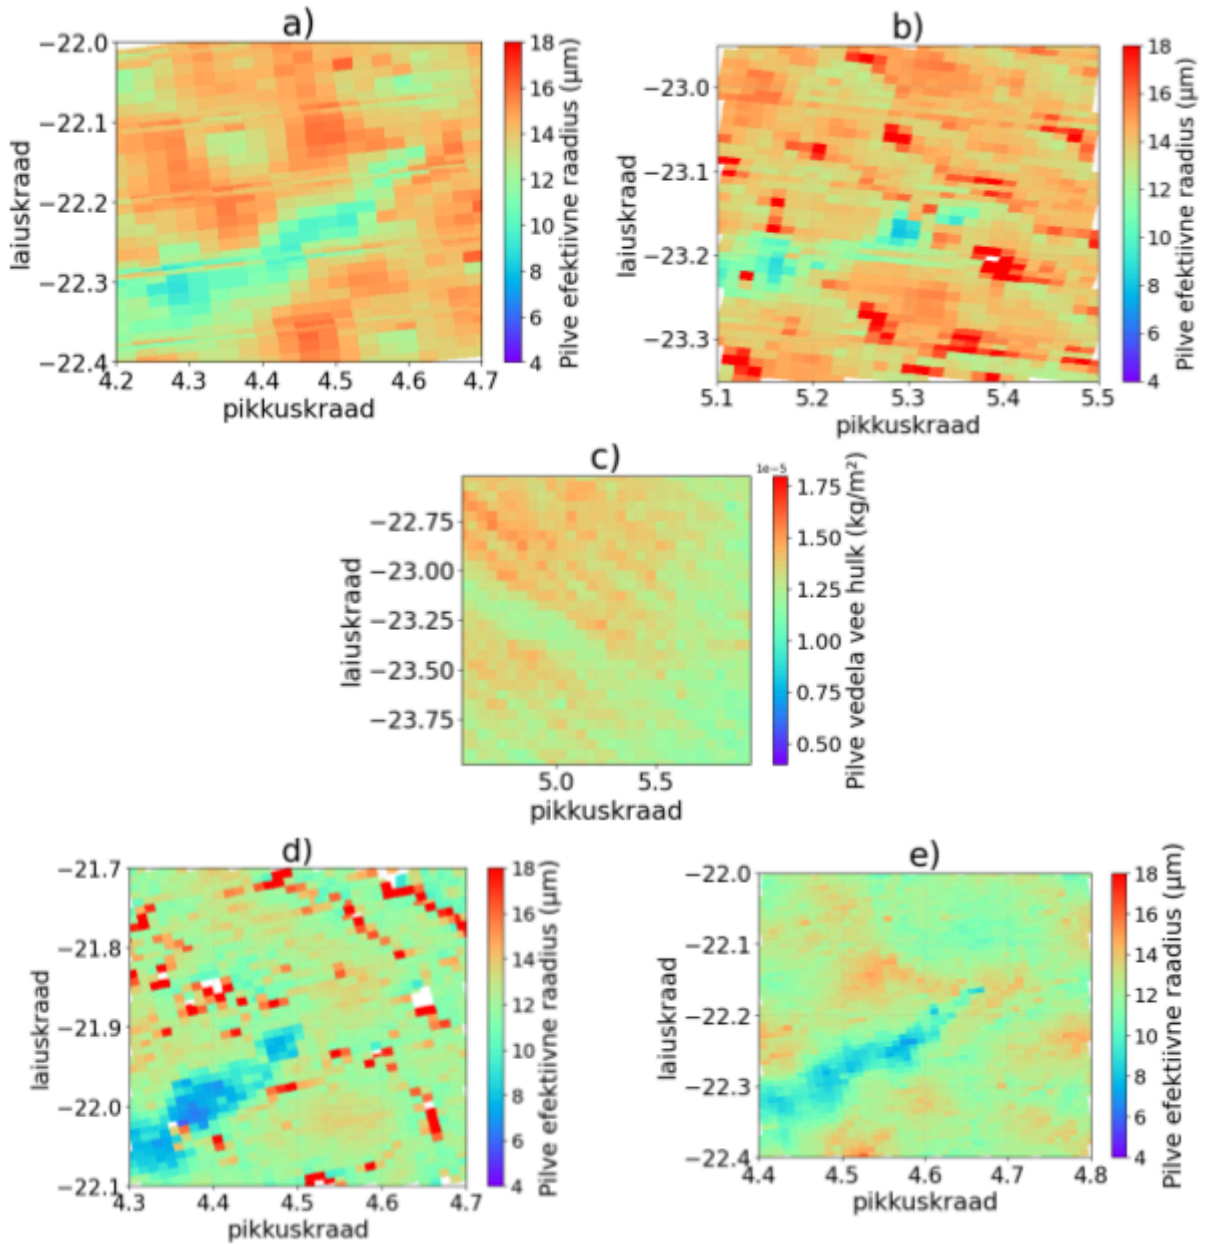 a)
−22.0
−22.1
−22.2
−22.3
−22.4
laiuskraad
4.2 4.3 4.4 4.5 4.6 4.7
pikkuskraad
18
16
14
12
10
8
6
4
Pilve efektiivne raadius (μm)
b)
−23.0
−23.1
−23.2
−23.3
laiuskraad
5.1 5.2 5.3 5.4 5.5
pikkuskraad
18
16
14
12
10
8
6
4
Pilve efektiivne raadius (μm)
c)
−22.75
−23.00
−23.25
−23.50
−23.75
laiuskraad
5.0 5.5
pikkuskraad
1e−5
1.75
1.50
1.25
1.00
0.75
0.50
Pilve vedela vee hulk (kg/m²)
d)
−21.7
−21.8
−21.9
−22.0
−22.1
laiuskraad
4.3 4.4 4.5 4.6 4.7
pikkuskraad
18
16
14
12
10
8
6
4
Pilve efektiivne raadius (μm)
e)
−22.0
−22.1
−22.2
−22.3
−22.4
laiuskraad
4.4 4.5 4.6 4.7 4.8
pikkuskraad
18
16
14
12
10
8
6
4
Pilve efektiivne raadius (μm)